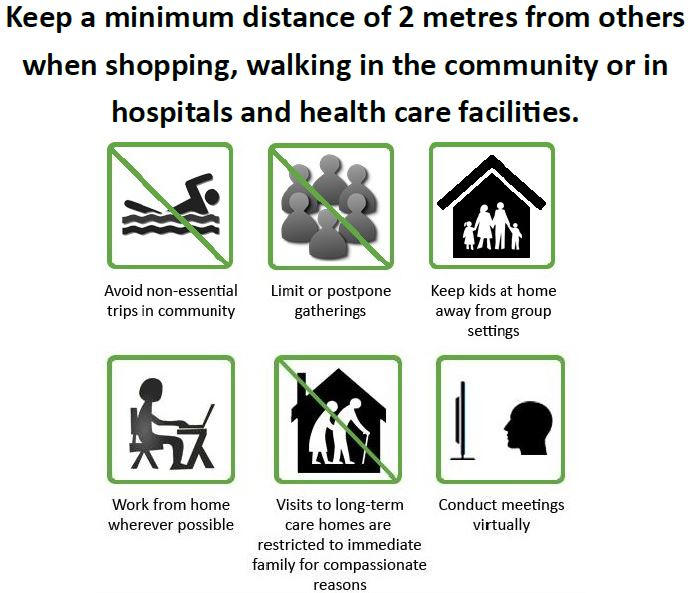 Keep a minimum distance of 2 metres from others
when shopping, walking in the community or in
hospitals and health care facilities.
Avoid non-essential
trips in community
Limit or postpone
gatherings
Keep kids at home
away from group
settings
Work from home
wherever possible
Visits to long-term
care homes are
restricted to immediate
family for compassionate
reasons
Conduct meetings
virtually